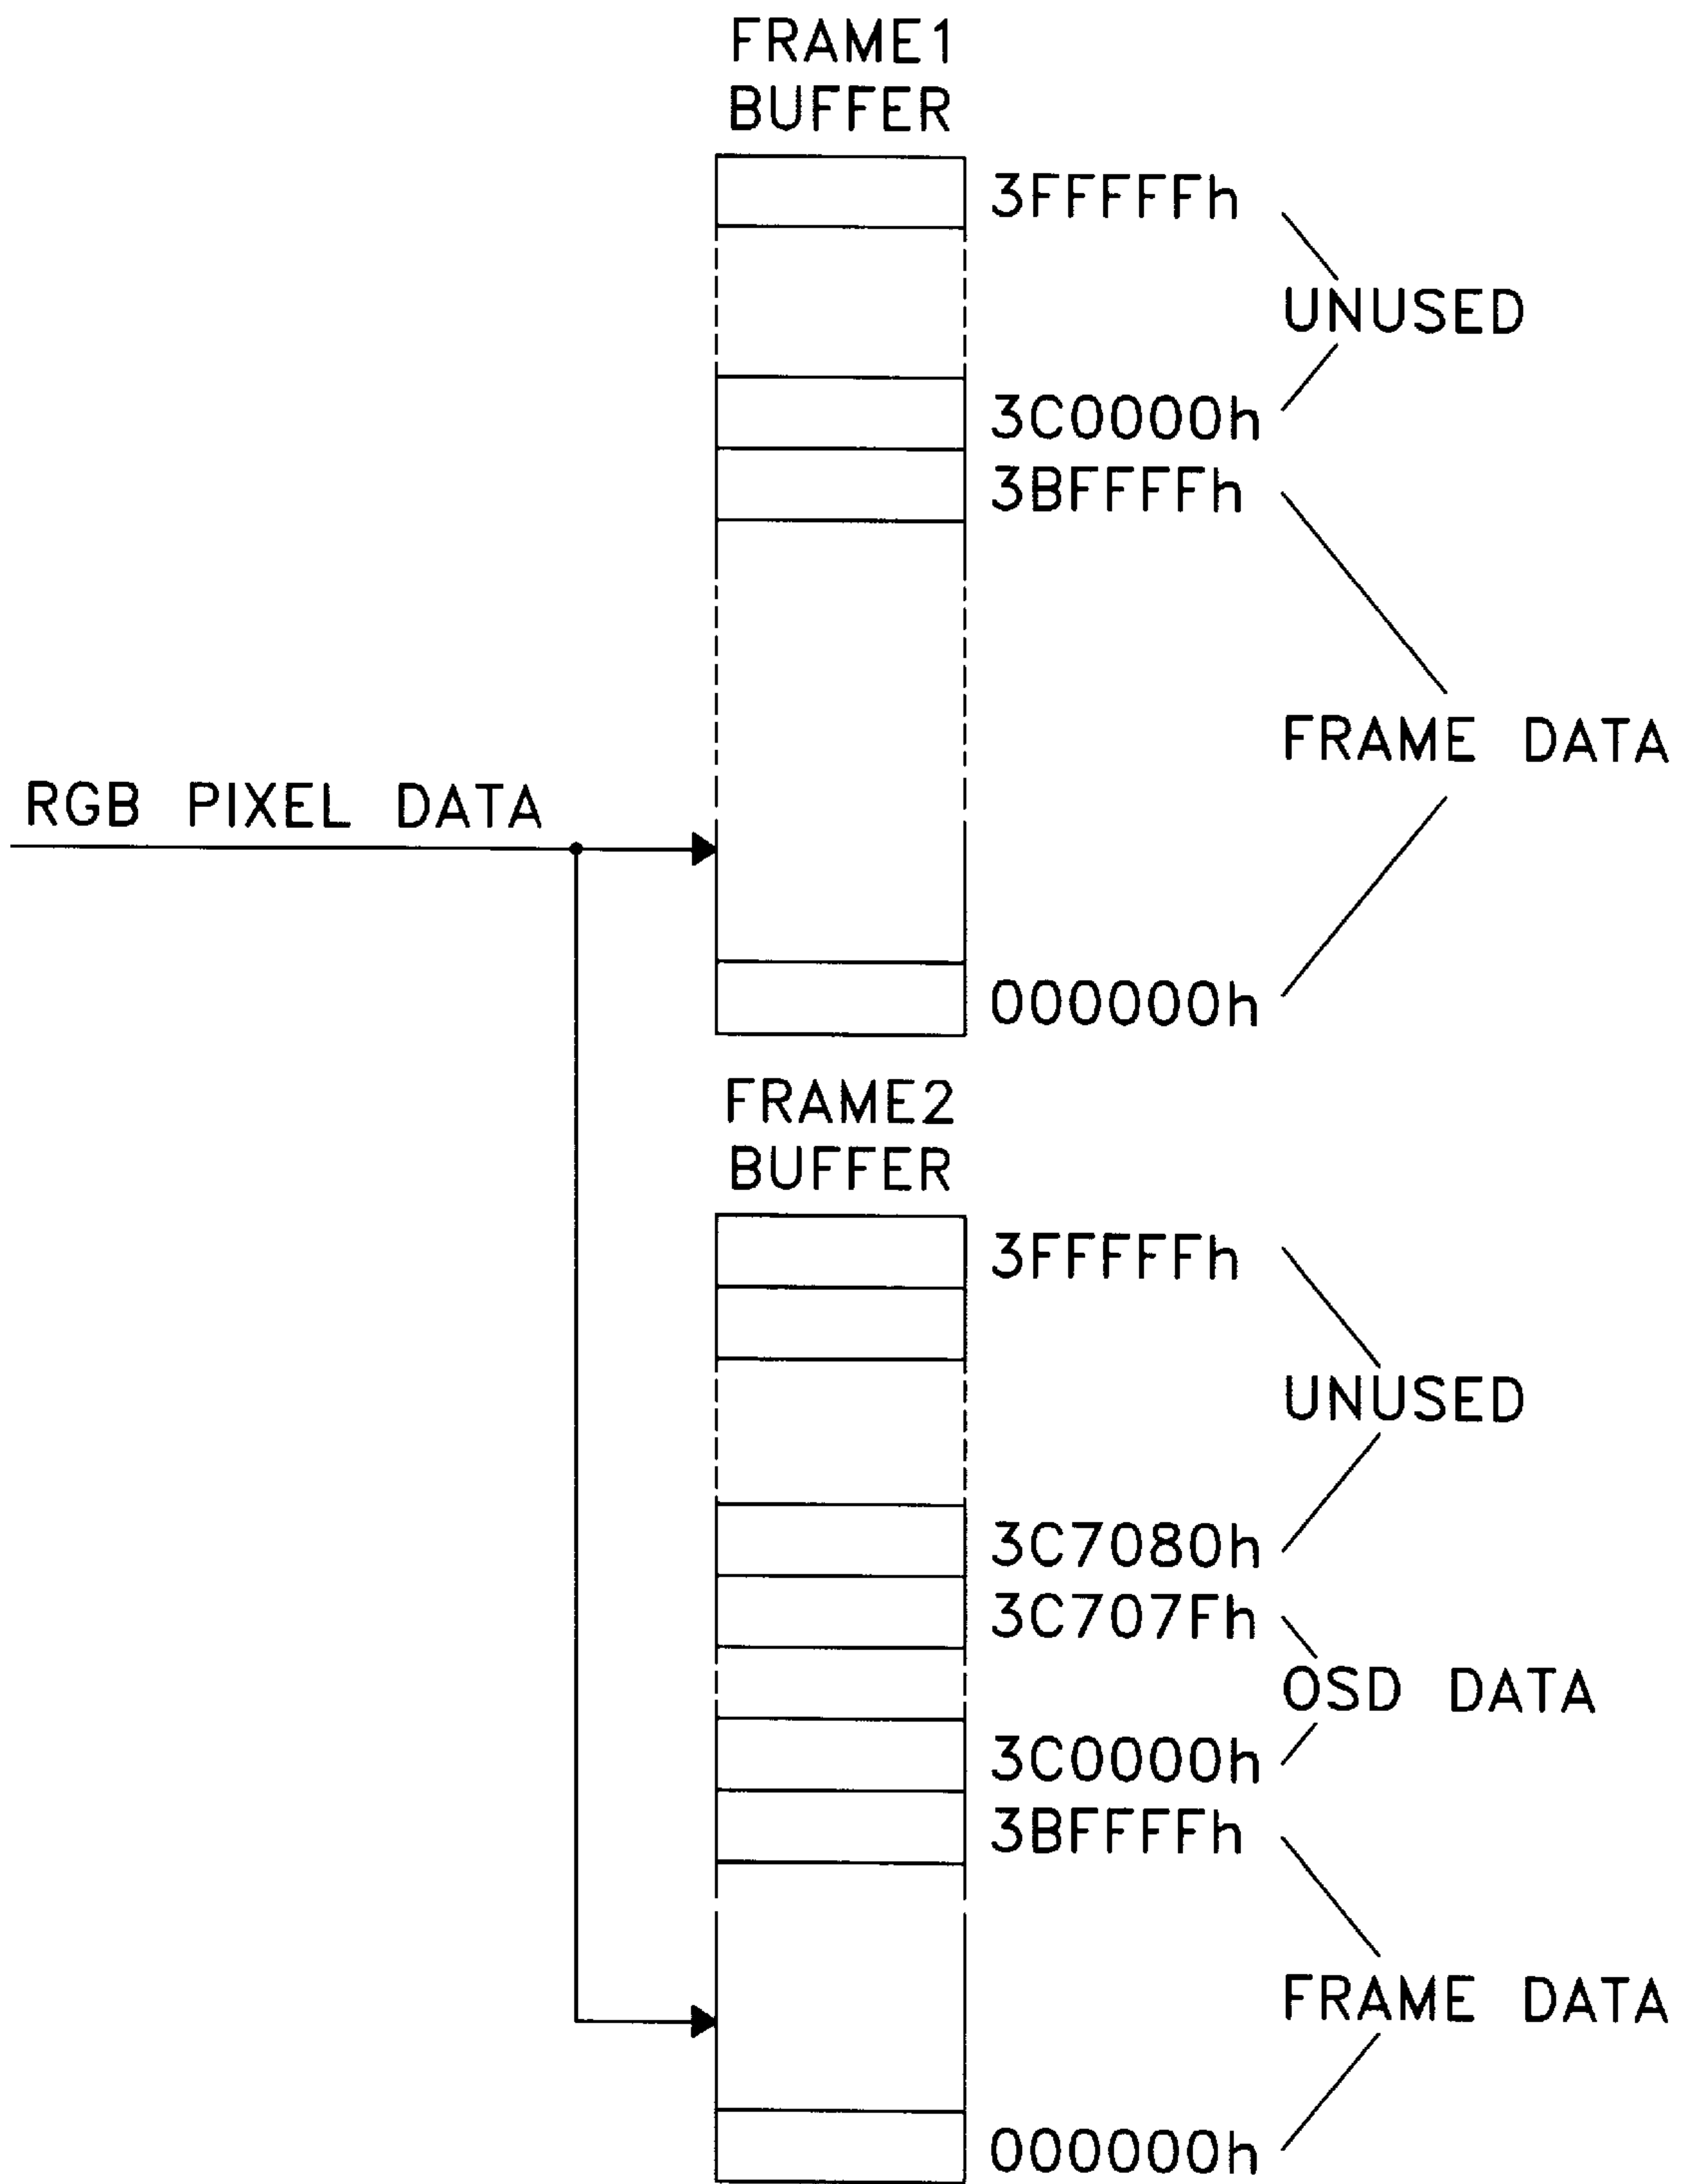 FRAME1
BUFFER
3FFFFFh
UNUSED
3C0000h
3BFFFFh
FRAME DATA
RGB PIXEL DATA
000000h
FRAME2
BUFFER
3FFFFFh
UNUSED
3C7080h
3C707Fh
OSD DATA
3C0000h
3BFFFFh
FRAME DATA
000000h